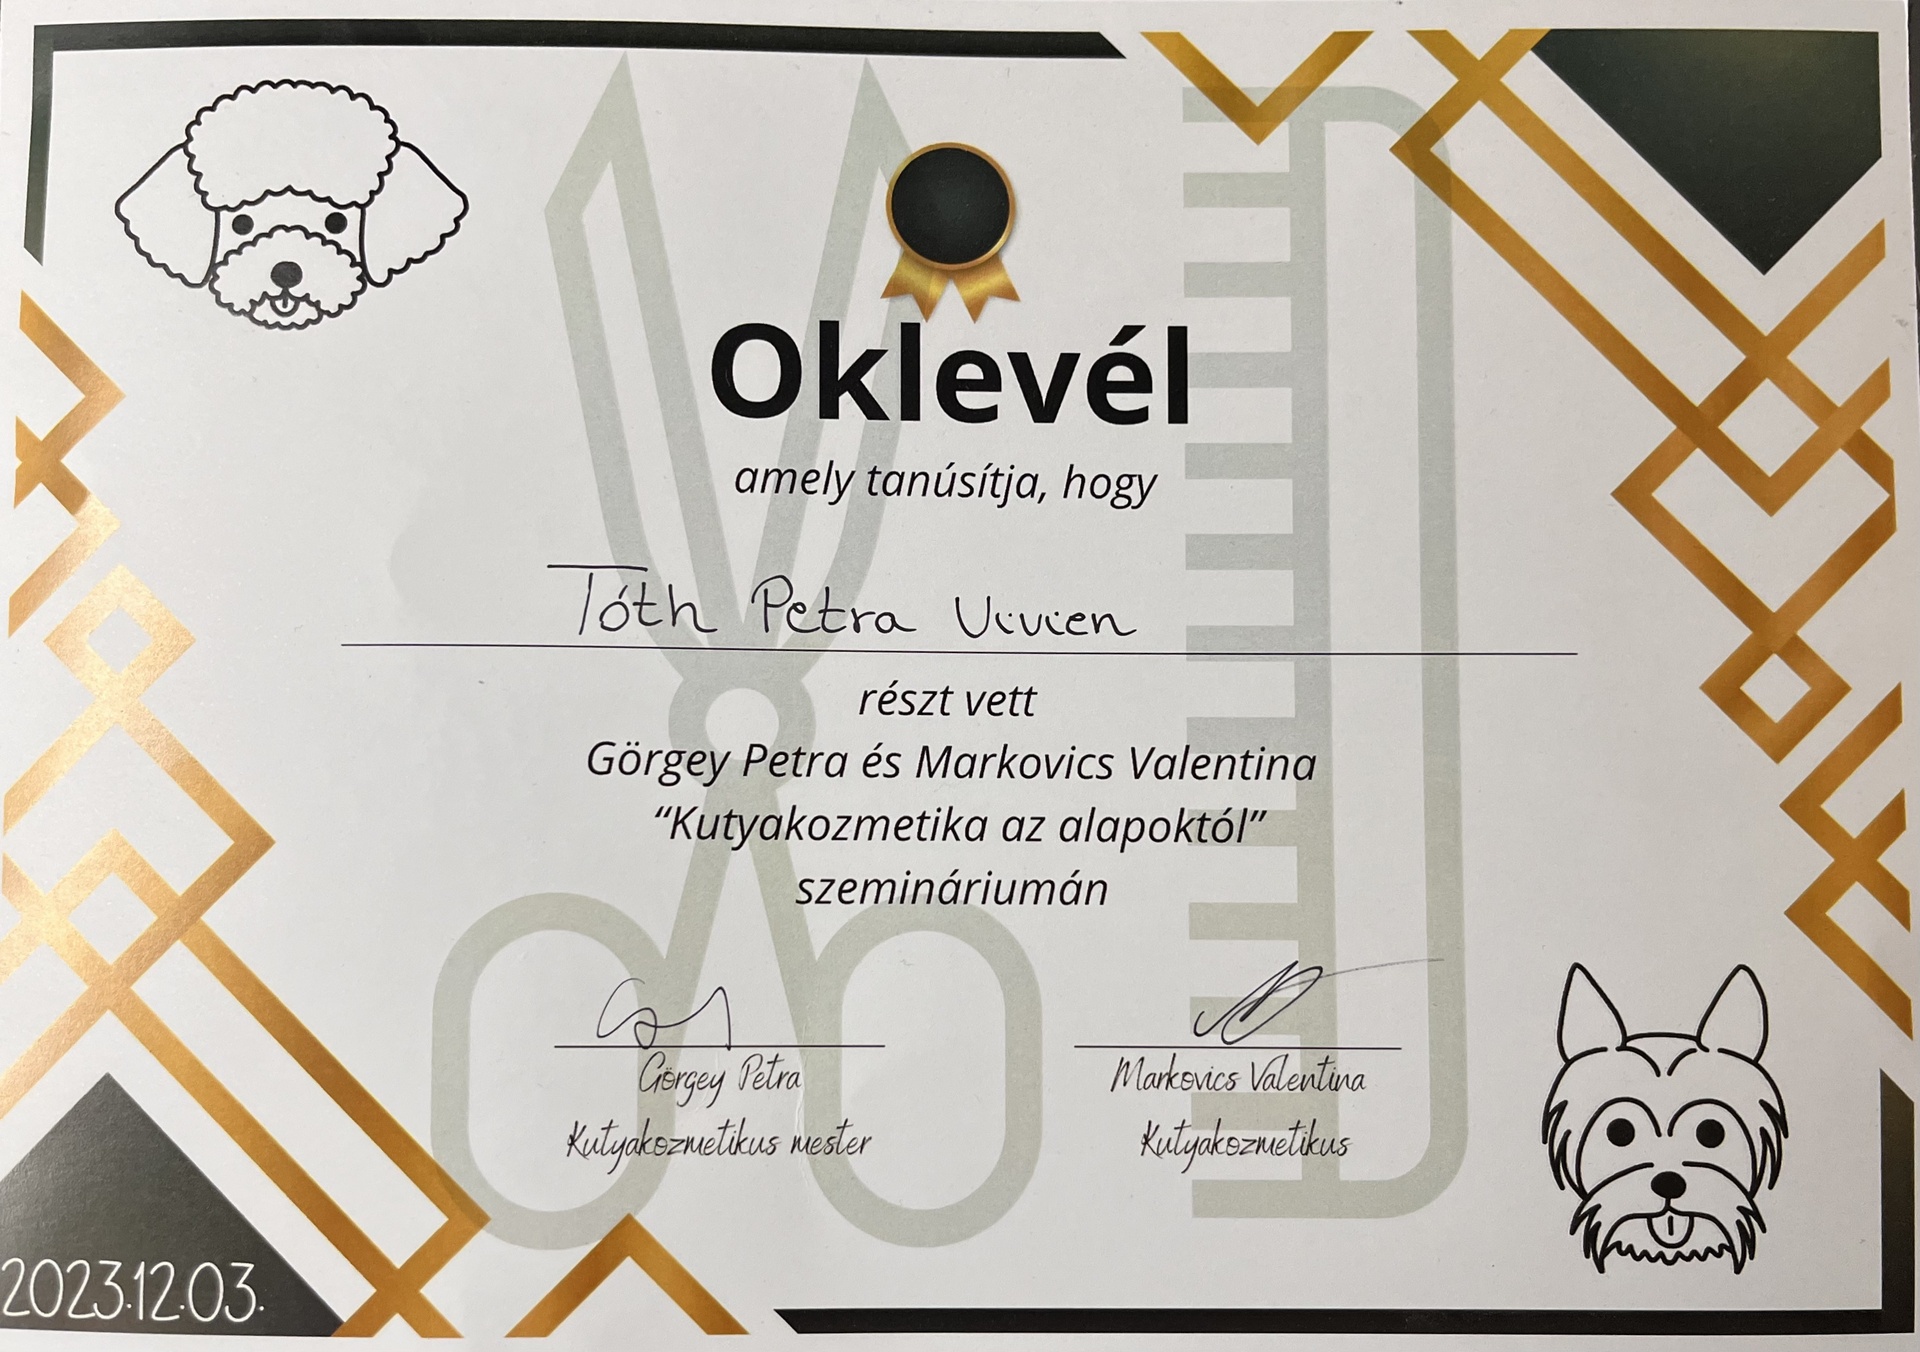 Oklevél
amely tanúsítja, hogy
Tóth Petra Vivien
részt vett
Görgey Petra és Markovics Valentina
“Kutyakozmetika az alapoktól”
szemináriumán
Görgey Petra
Kutyakozmetikus mester
Markovics Valentina
Kutyakozmetikus
2023.12.03.